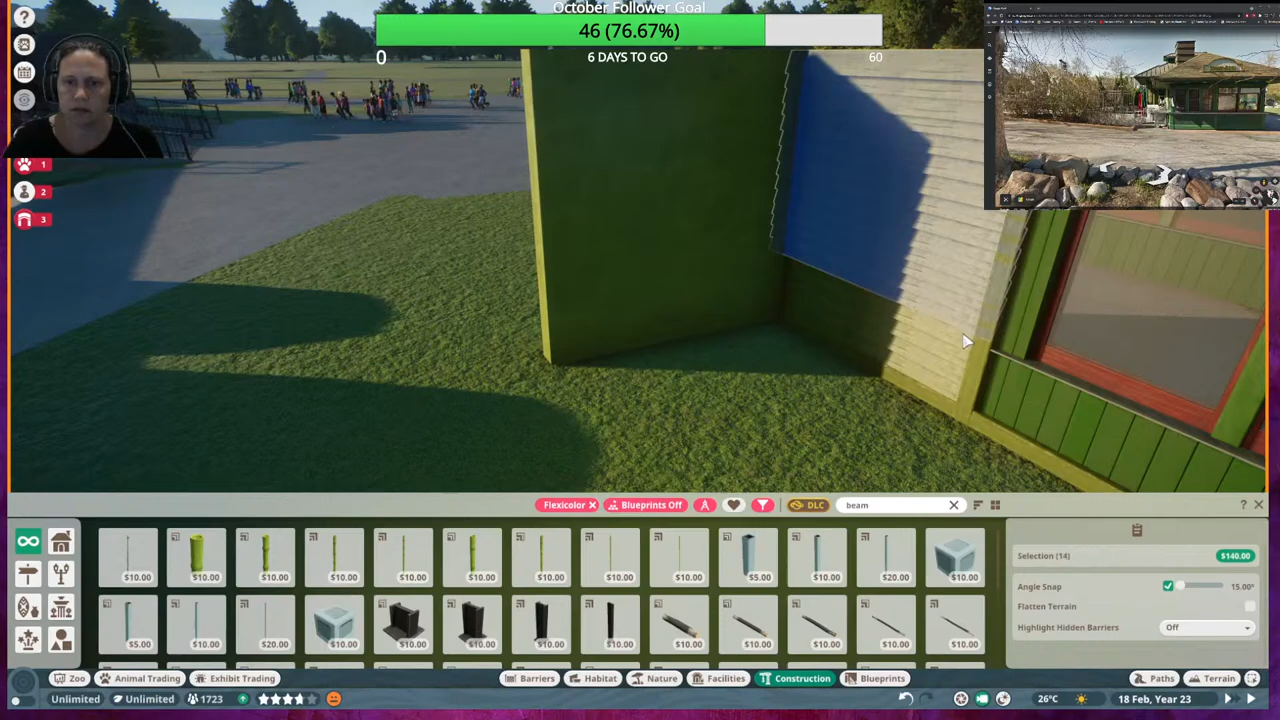 October Follower Goal
46 (76.67%)
0
6 DAYS TO GO
60
?
1
2
3
Flexicolor ×
Blueprints Off
DLC
beam
?
$10.00 $10.00 $10.00 $10.00 $10.00 $10.00 $10.00 $10.00 $10.00 $5.00 $10.00 $20.00 $10.00
$5.00 $10.00 $20.00 $10.00 $10.00 $10.00 $10.00 $10.00 $10.00 $10.00 $10.00 $10.00 $10.00
Selection (14) $140.00
Angle Snap 15.00°
Flatten Terrain
Highlight Hidden Barriers Off
Zoo Animal Trading Exhibit Trading Barriers Habitat Nature Facilities Construction Blueprints Paths Terrain
Unlimited Unlimited 1723 26°C 18 Feb, Year 23